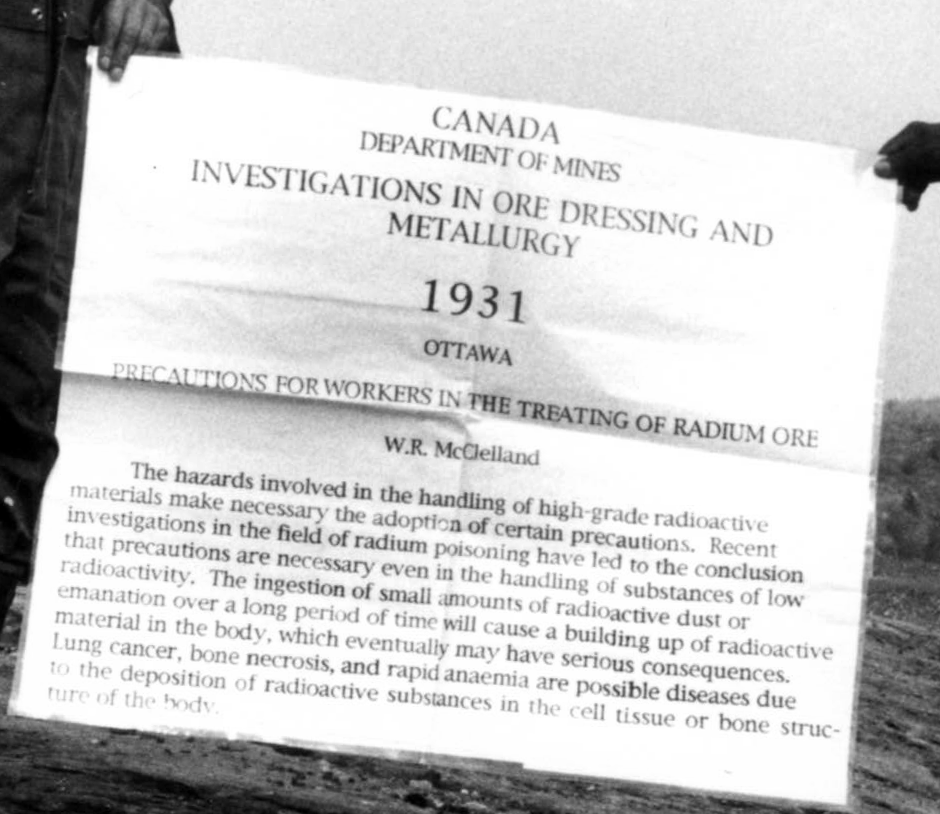 CANADA
DEPARTMENT OF MINES
INVESTIGATIONS IN ORE DRESSING AND
METALLURGY
1931
OTTAWA
PRECAUTIONS FOR WORKERS IN THE TREATING OF RADIUM ORE
W.R. McClelland
The hazards involved in the handling of high-grade radioactive
materials make necessary the adoption of certain precautions. Recent
investigations in the field of radium poisoning have led to the conclusion
that precautions are necessary even in the handling of substances of low
radioactivity. The ingestion of small amounts of radioactive dust or
emanation over a long period of time will cause a building up of radioactive
material in the body, which eventually may have serious consequences.
Lung cancer, bone necrosis, and rapid anaemia are possible diseases due
to the deposition of radioactive substances in the cell tissue or bone struc-
ture of the body.